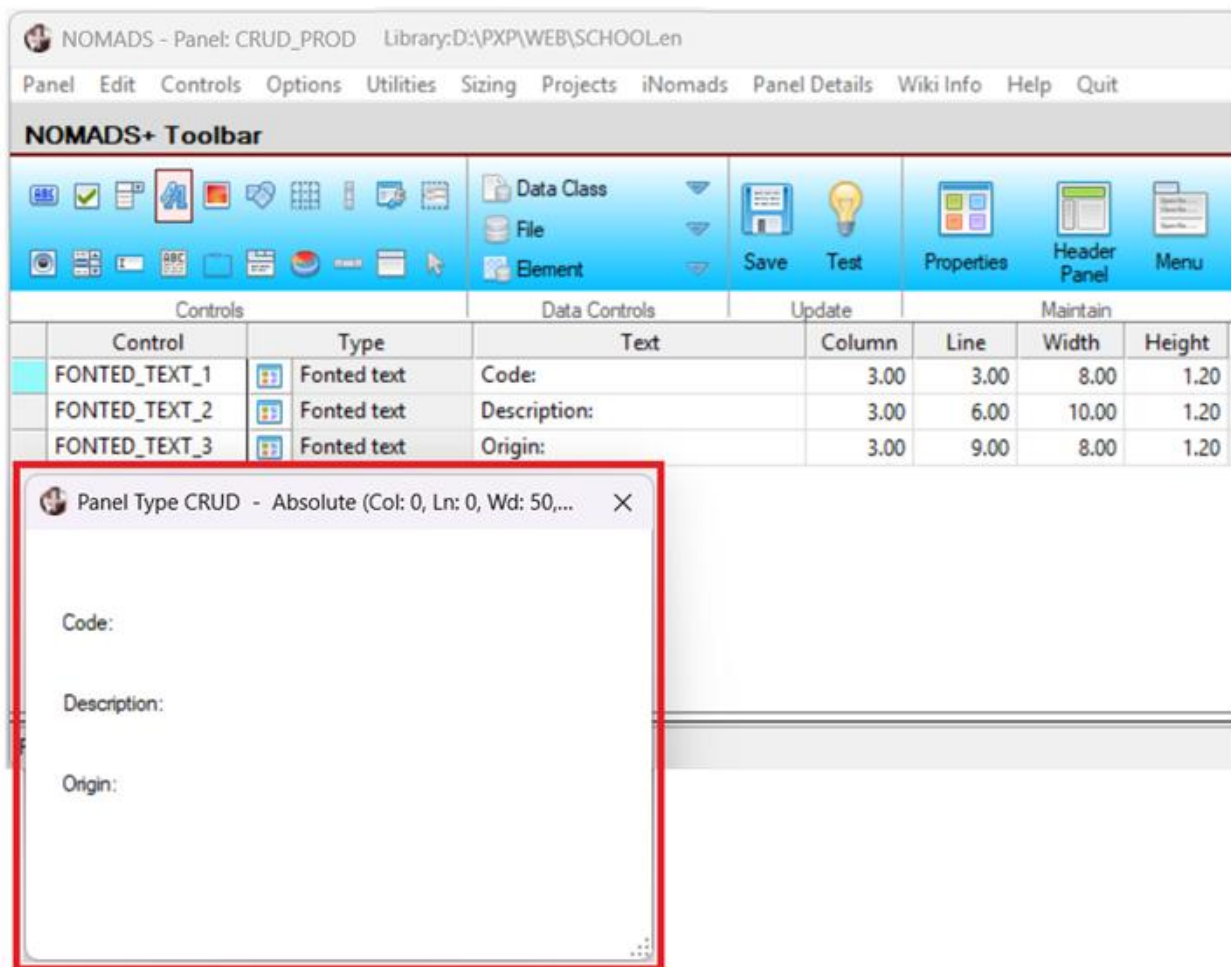 NOMADS - Panel: CRUD_PROD Library:D:\PXP\WEB\SCHOOL.en
Panel Edit Controls Options Utilities Sizing Projects iNomads Panel Details Wiki Info Help Quit
NOMADS+ Toolbar
ABC Data Class
File
ABC Element Save Test Properties Header Panel Menu
Controls Data Controls Update Maintain
Control Type Text Column Line Width Height
FONTED_TEXT_1 Fonted text Code: 3.00 3.00 8.00 1.20
FONTED_TEXT_2 Fonted text Description: 3.00 6.00 10.00 1.20
FONTED_TEXT_3 Fonted text Origin: 3.00 9.00 8.00 1.20
Panel Type CRUD - Absolute (Col: 0, Ln: 0, Wd: 50,...
Code:
Description:
Origin: